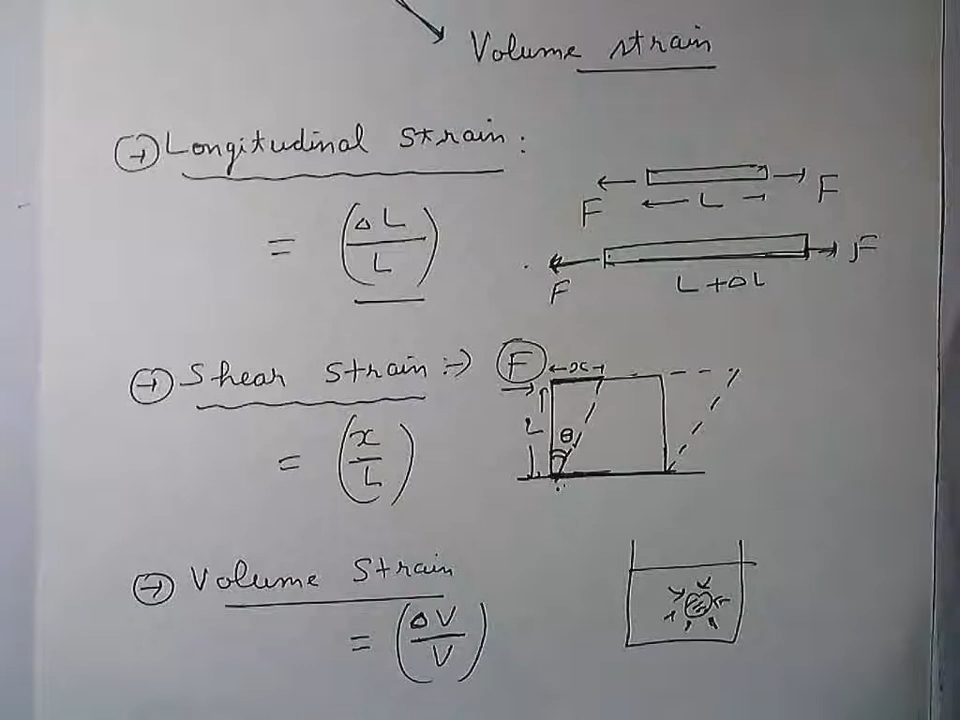 Volume strain
→ Longitudinal strain :
= (ΔL/L)
F L F
F L+ΔL F
→ Shear strain :→
= (x/L)
F x
L θ
→ Volume strain
= (ΔV/V)